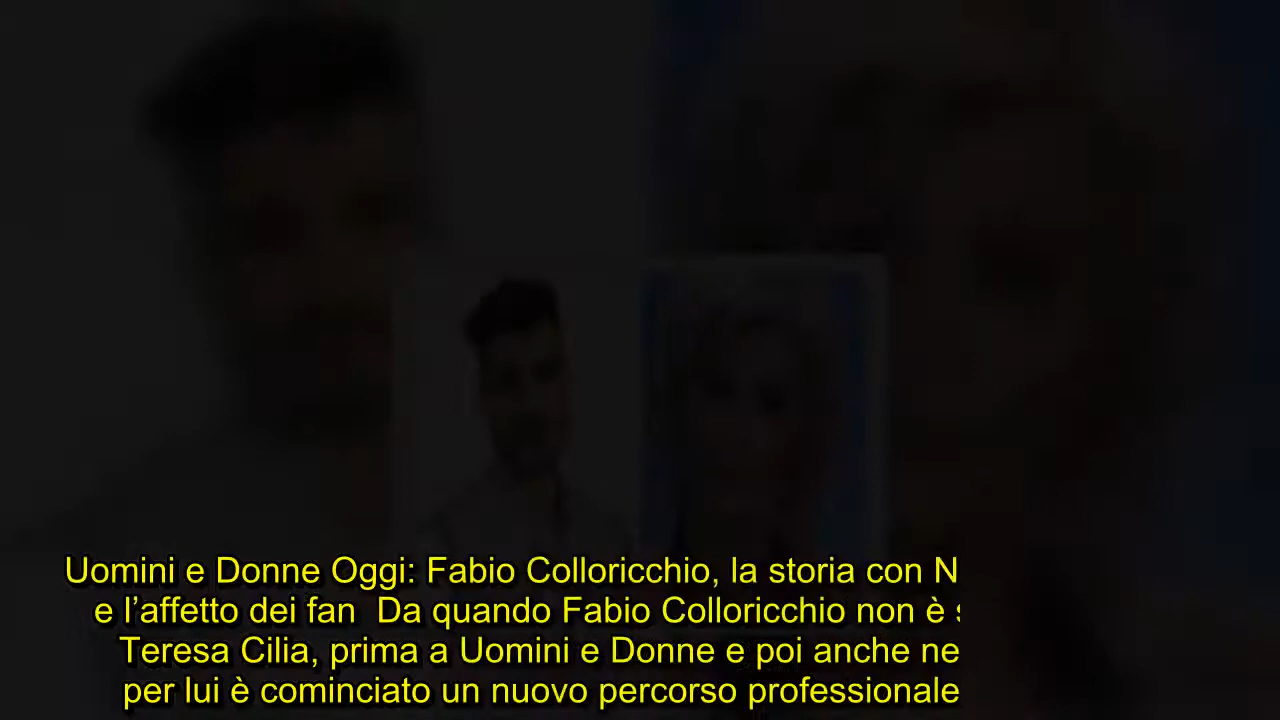 Uomini e Donne Oggi: Fabio Colloricchio, la storia con N
e l’affetto dei fan Da quando Fabio Colloricchio non è
Teresa Cilia, prima a Uomini e Donne e poi anche ne
per lui è cominciato un nuovo percorso professionale